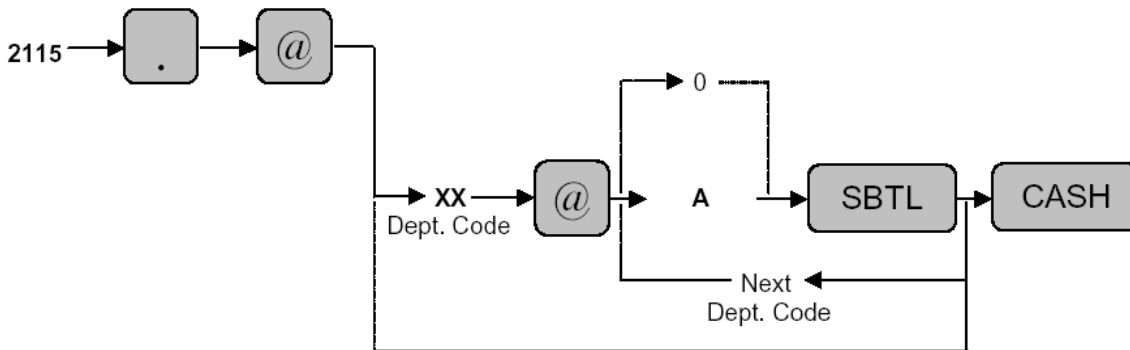 2115
.
@
0
XX
Dept. Code
@
A
SBTL
CASH
Next
Dept. Code